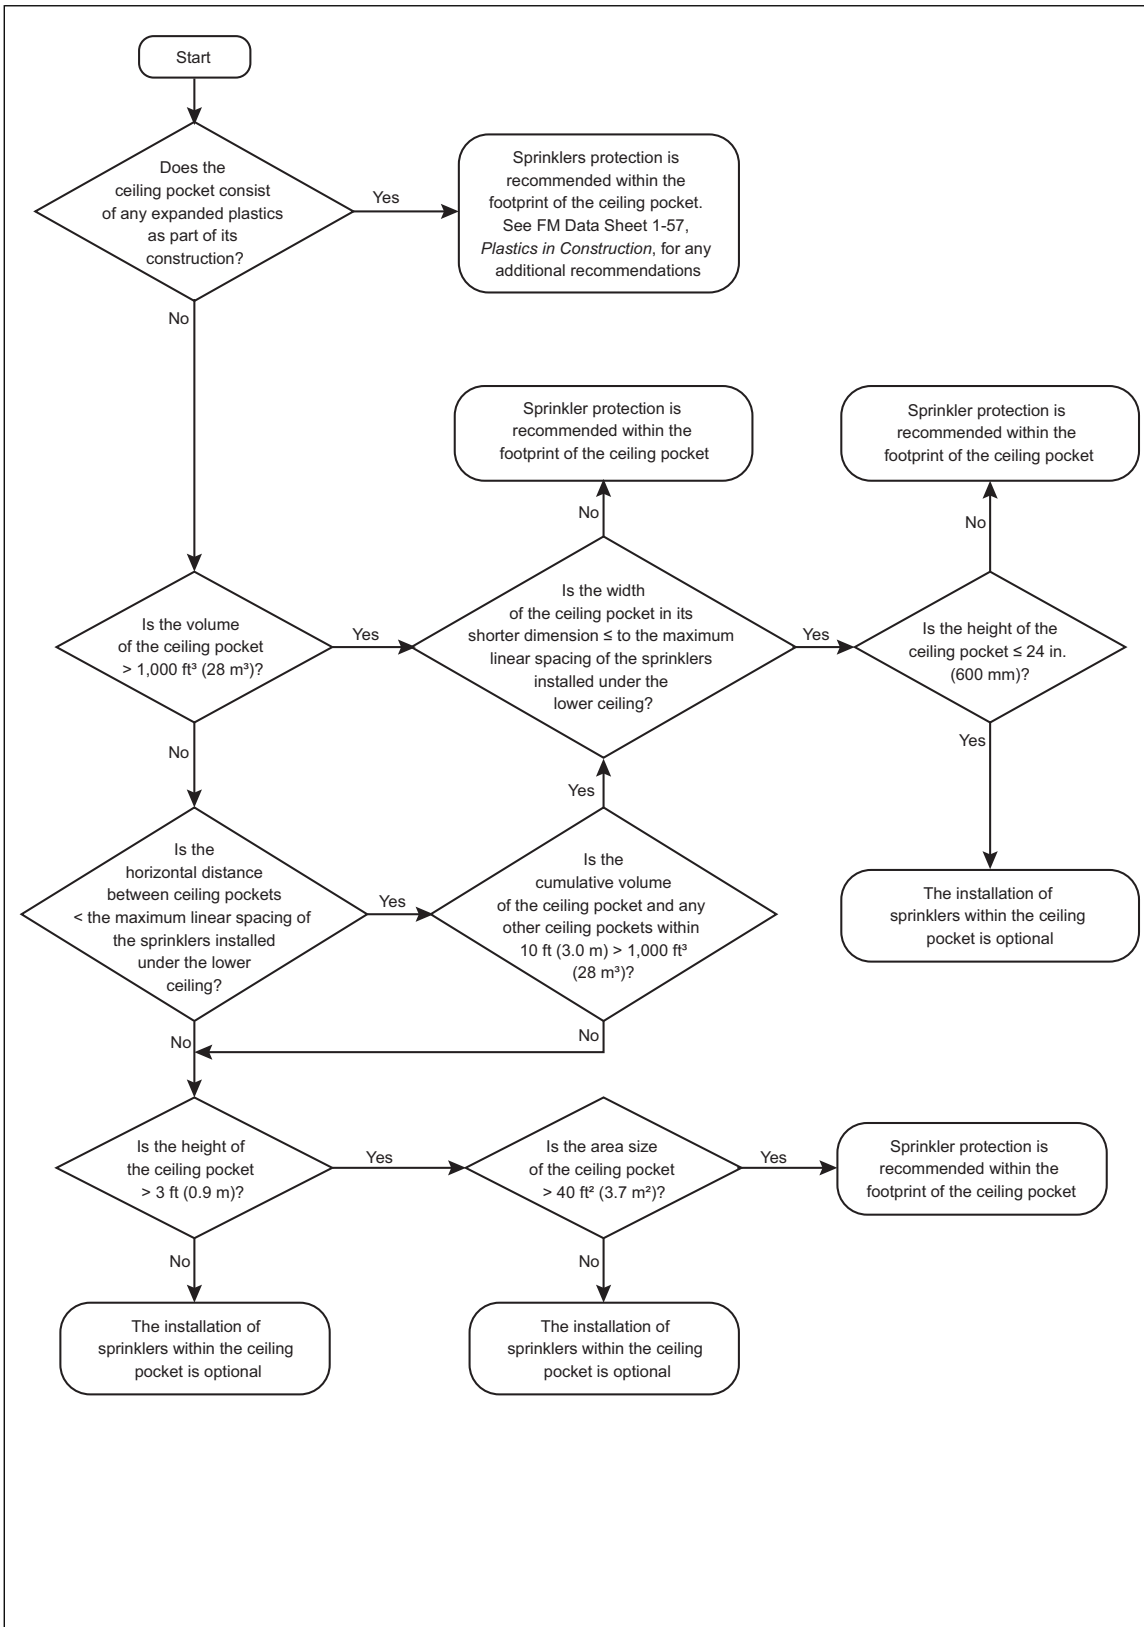 Start
Does the
ceiling pocket consist
of any expanded plastics
as part of its
construction?
Yes
Sprinklers protection is
recommended within the
footprint of the ceiling pocket.
See FM Data Sheet 1-57,
Plastics in Construction, for any
additional recommendations
No
Sprinkler protection is
recommended within the
footprint of the ceiling pocket
Sprinkler protection is
recommended within the
footprint of the ceiling pocket
No
No
Is the volume
of the ceiling pocket
> 1,000 ft³ (28 m³)?
Yes
Is the width
of the ceiling pocket in its
shorter dimension ≤ to the maximum
linear spacing of the sprinklers
installed under the
lower ceiling?
Yes
Is the height of the
ceiling pocket ≤ 24 in.
(600 mm)?
No
Yes
Yes
Is the
horizontal distance
between ceiling pockets
< the maximum linear spacing of
the sprinklers installed
under the lower
ceiling?
Yes
Is the
cumulative volume
of the ceiling pocket and any
other ceiling pockets within
10 ft (3.0 m) > 1,000 ft³
(28 m³)?
The installation of
sprinklers within the ceiling
pocket is optional
No
No
Is the height of
the ceiling pocket
> 3 ft (0.9 m)?
Yes
Is the area size
of the ceiling pocket
> 40 ft² (3.7 m²)?
Yes
Sprinkler protection is
recommended within the
footprint of the ceiling pocket
No
No
The installation of
sprinklers within the ceiling
pocket is optional
The installation of
sprinklers within the ceiling
pocket is optional